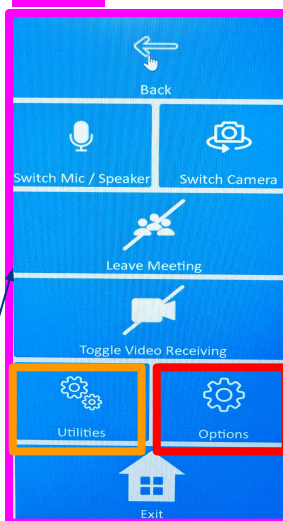 Back
Switch Mic / Speaker
Switch Camera
Leave Meeting
Toggle Video Receiving
Utilities
Options
Exit